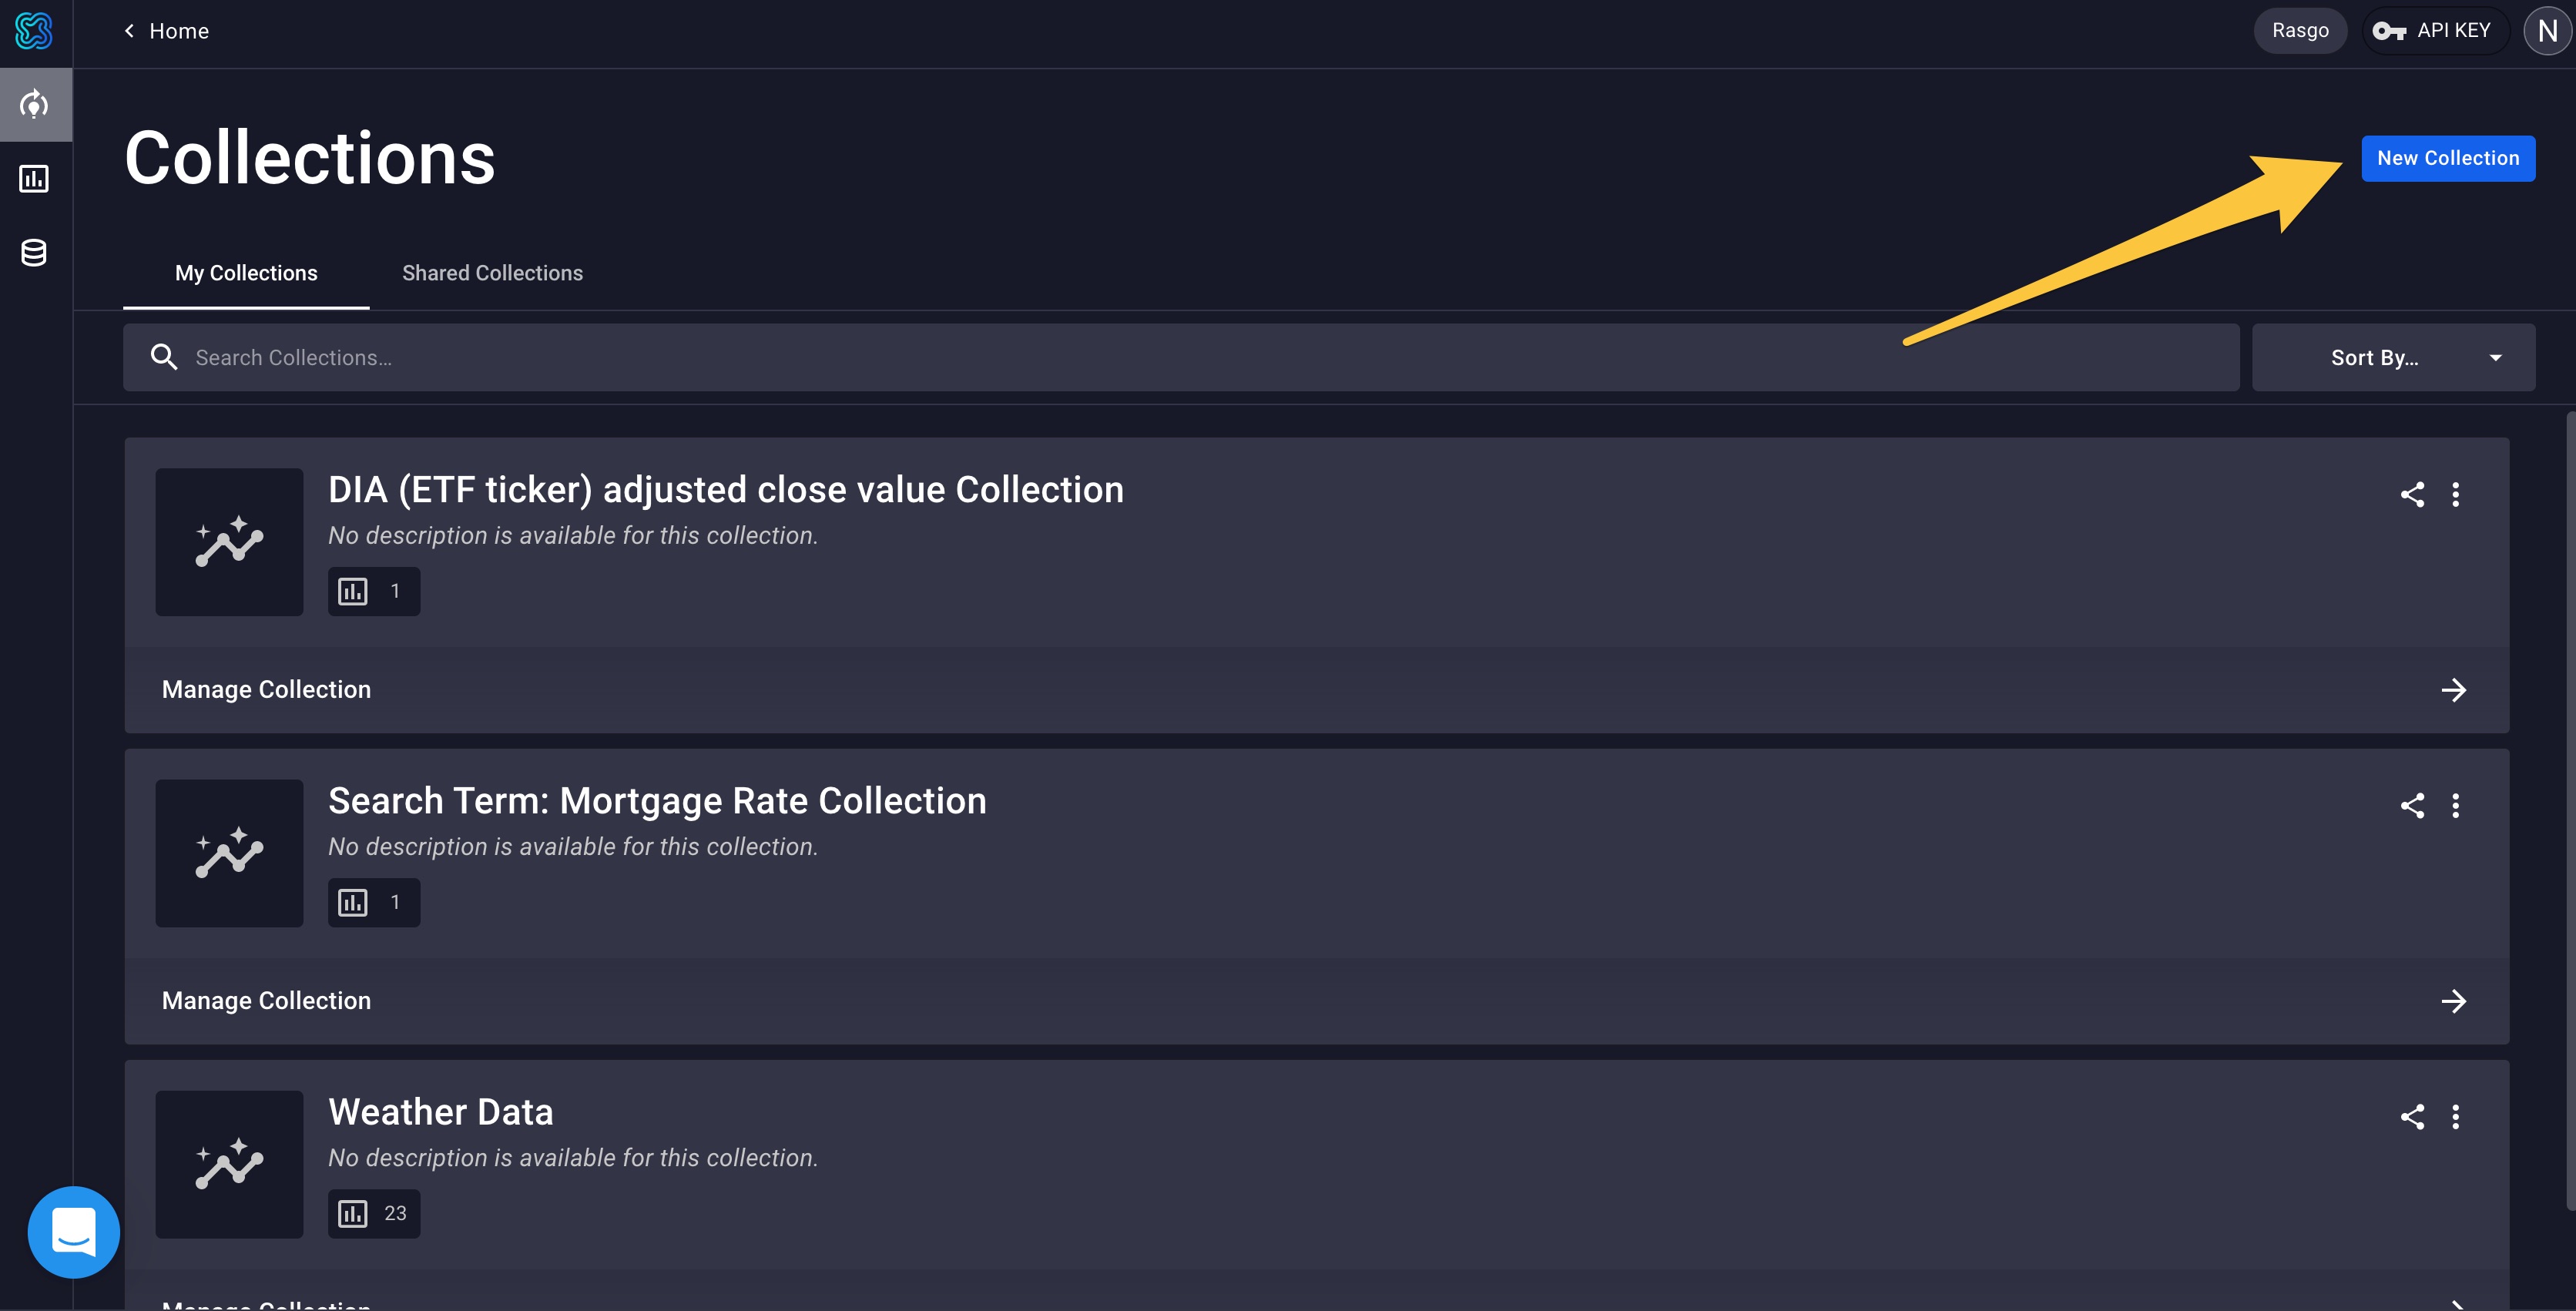 Home
Rasgo
API KEY
N
Collections
New Collection
My Collections
Shared Collections
Search Collections...
Sort By...
DIA (ETF ticker) adjusted close value Collection
No description is available for this collection.
1
Manage Collection
Search Term: Mortgage Rate Collection
No description is available for this collection.
1
Manage Collection
Weather Data
No description is available for this collection.
23
Manage Collection